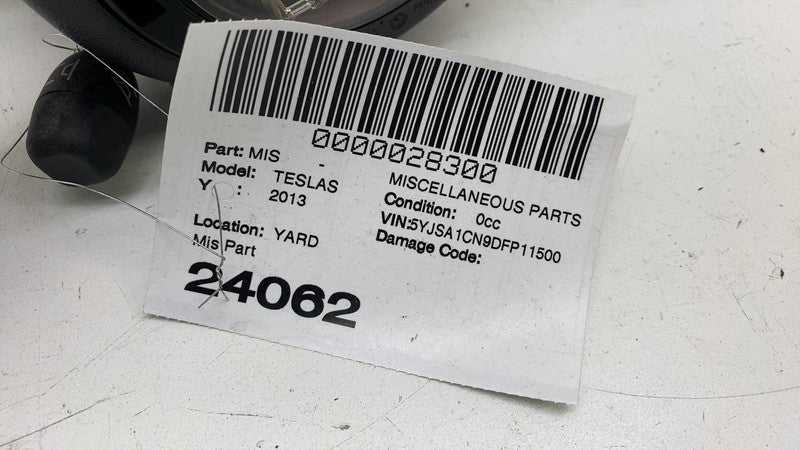 0000028300
Part: MIS - MISCELLANEOUS PARTS
Model: TESLAS Condition: 0cc
Y : 2013 VIN:5YJSA1CN9DFP11500
Location: YARD Damage Code:
Mis Part
24062